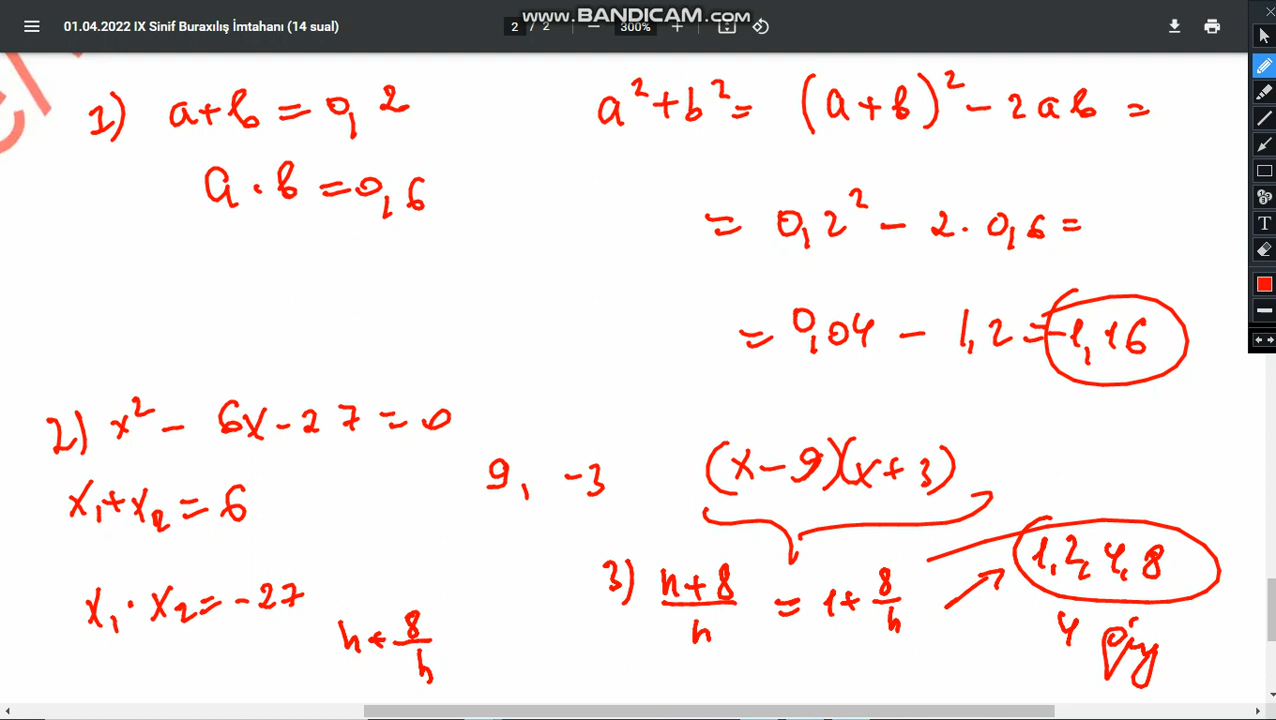 www.BANDICAM.com
01.04.2022 IX Sinif Buraxılış İmtahanı (14 sual)
2 / 2
300%
1) a+b = 0,2
a · b = 0,6
a² + b² = (a+b)² - 2ab =
= 0,2² - 2 · 0,6 =
= 0,04 - 1,2 = -1,16
2) x² - 6x - 27 = 0
x₁+x₂ = 6
x₁ · x₂ = -27
9, -3
(x-9)(x+3)
n + 8/n
3) (n+8)/n = 1 + 8/n
1, 2, 4, 8
4